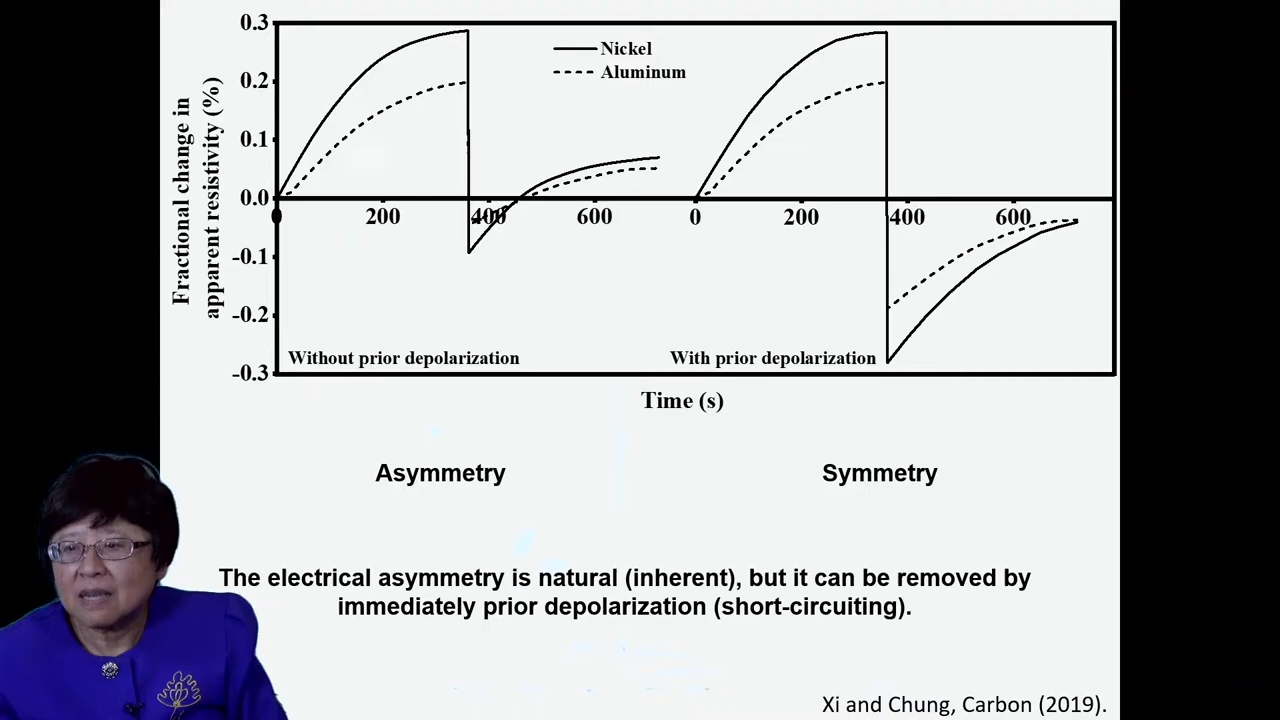 Fractional change in
apparent resistivity (%)
0.3
0.2
0.1
0.0
-0.1
-0.2
-0.3
Nickel
Aluminum
0 200 400 600 0 200 400 600
Without prior depolarization
With prior depolarization
Time (s)
Asymmetry
Symmetry
The electrical asymmetry is natural (inherent), but it can be removed by
immediately prior depolarization (short-circuiting).
Xi and Chung, Carbon (2019).